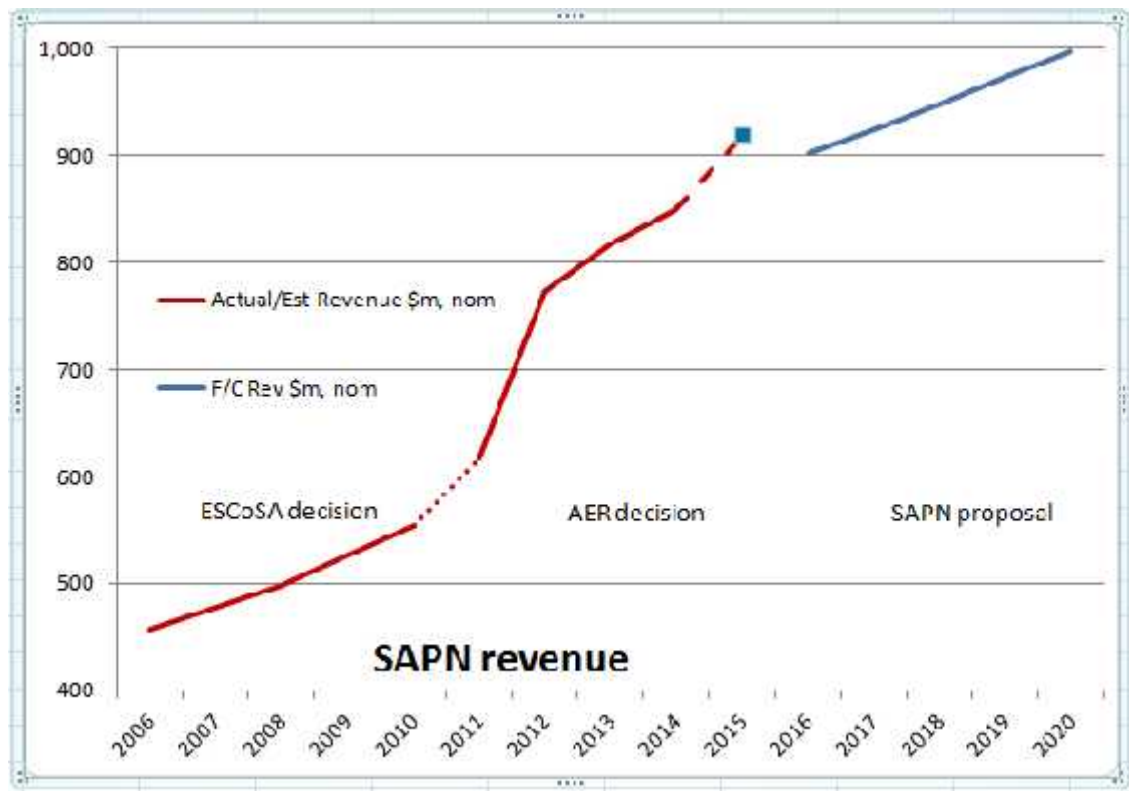 1,000
900
800
Actual/Est Revenue $m, nom
700
F/C Rev $m, nom
600
ESCoSA decision
AER decision
SAPN proposal
500
SAPN revenue
400
2006 2007 2008 2009 2010 2011 2012 2013 2014 2015 2016 2017 2018 2019 2020